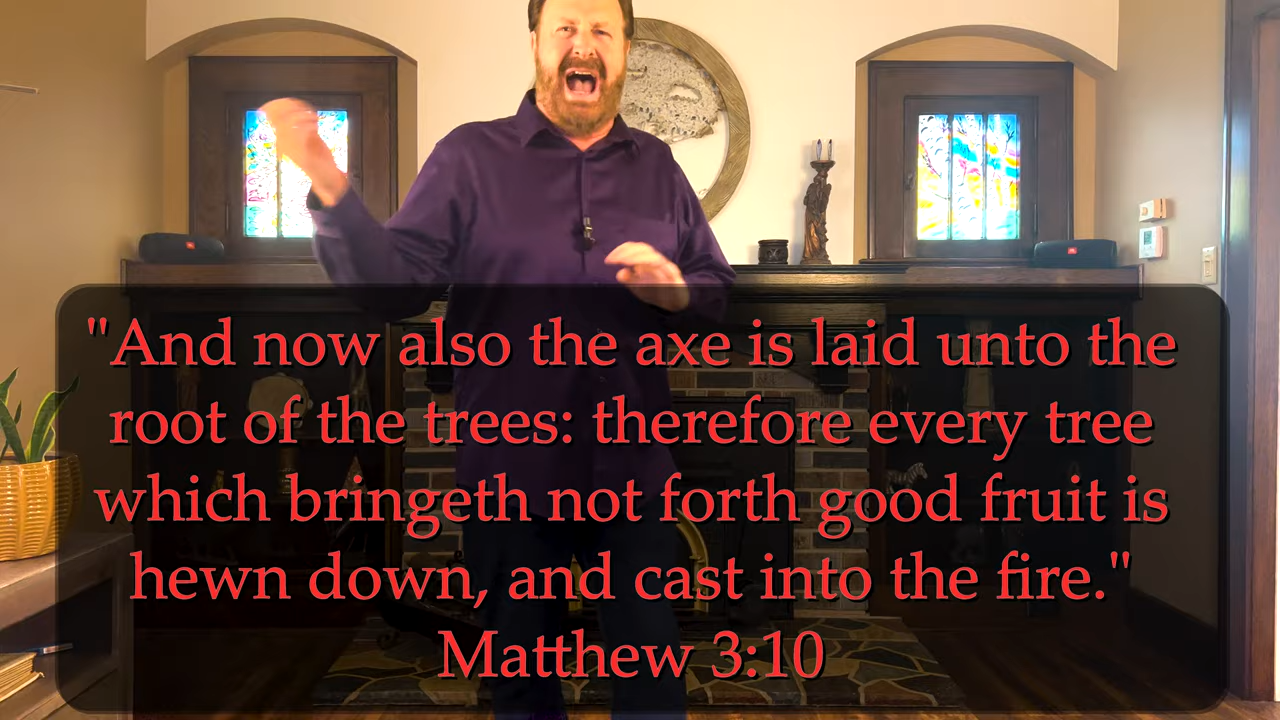 "And now also the axe is laid unto the
root of the trees: therefore every tree
which bringeth not forth good fruit is
hewn down, and cast into the fire."
Matthew 3:10